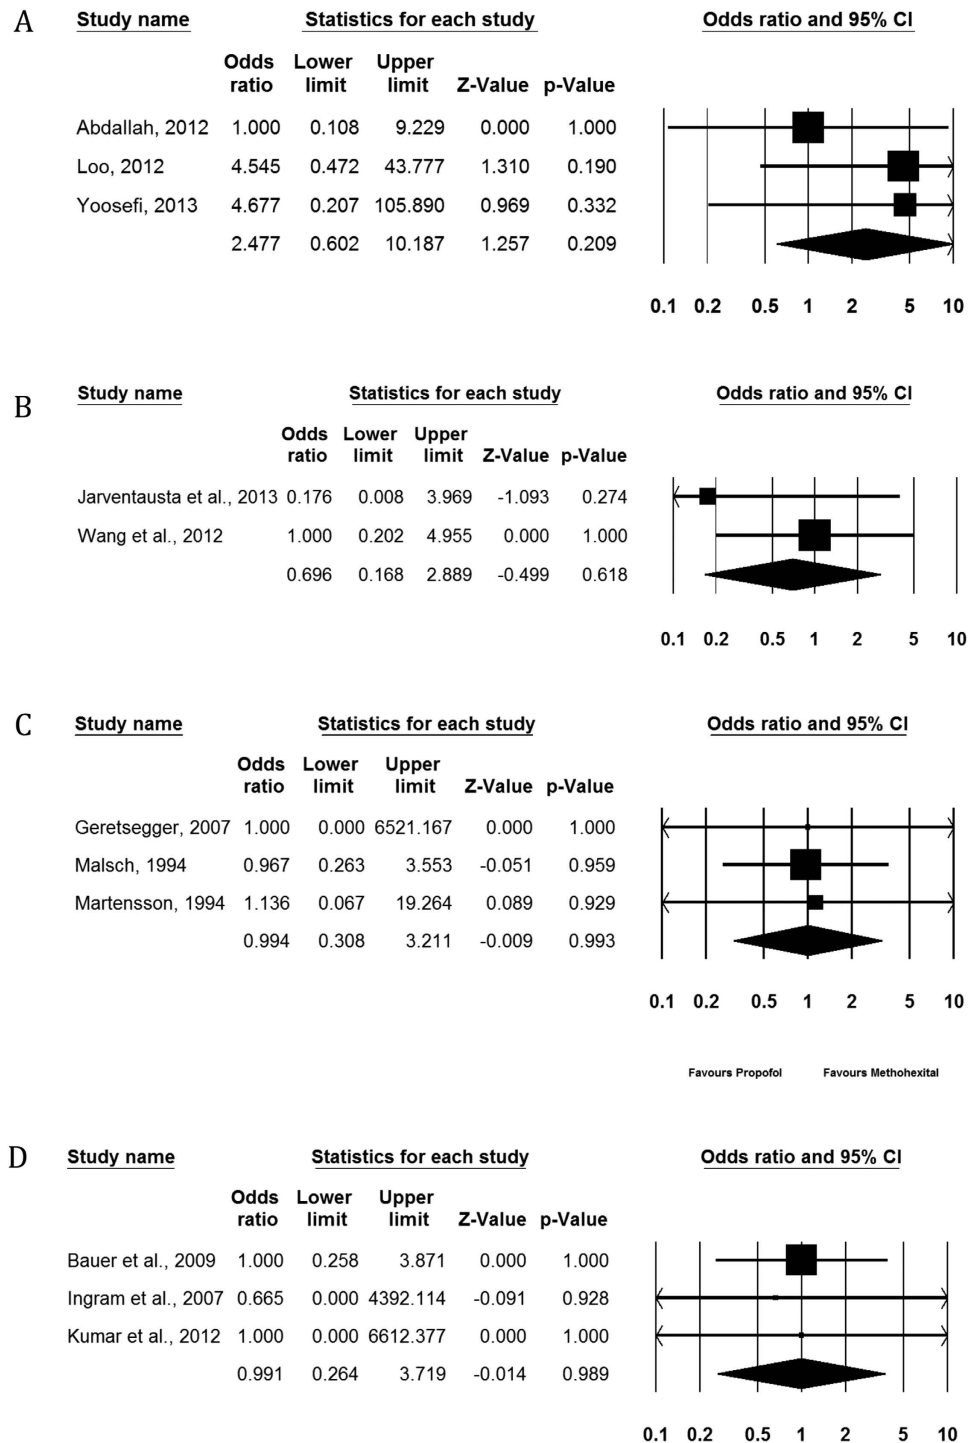 A
Study name Statistics for each study Odds ratio and 95% CI
Odds Lower Upper
ratio limit limit Z-Value p-Value
Abdallah, 2012 1.000 0.108 9.229 0.000 1.000
Loo, 2012 4.545 0.472 43.777 1.310 0.190
Yoosefi, 2013 4.677 0.207 105.890 0.969 0.332
2.477 0.602 10.187 1.257 0.209
0.1 0.2 0.5 1 2 5 10
B
Study name Statistics for each study Odds ratio and 95% CI
Odds Lower Upper
ratio limit limit Z-Value p-Value
Jarventausta et al., 2013 0.176 0.008 3.969 -1.093 0.274
Wang et al., 2012 1.000 0.202 4.955 0.000 1.000
0.696 0.168 2.889 -0.499 0.618
0.1 0.2 0.5 1 2 5 10
C
Study name Statistics for each study Odds ratio and 95% CI
Odds Lower Upper
ratio limit limit Z-Value p-Value
Geretsegger, 2007 1.000 0.000 6521.167 0.000 1.000
Malsch, 1994 0.967 0.263 3.553 -0.051 0.959
Martensson, 1994 1.136 0.067 19.264 0.089 0.929
0.994 0.308 3.211 -0.009 0.993
0.1 0.2 0.5 1 2 5 10
Favours Propofol Favours Methohexital
D
Study name Statistics for each study Odds ratio and 95% CI
Odds Lower Upper
ratio limit limit Z-Value p-Value
Bauer et al., 2009 1.000 0.258 3.871 0.000 1.000
Ingram et al., 2007 0.665 0.000 4392.114 -0.091 0.928
Kumar et al., 2012 1.000 0.000 6612.377 0.000 1.000
0.991 0.264 3.719 -0.014 0.989
0.1 0.2 0.5 1 2 5 10